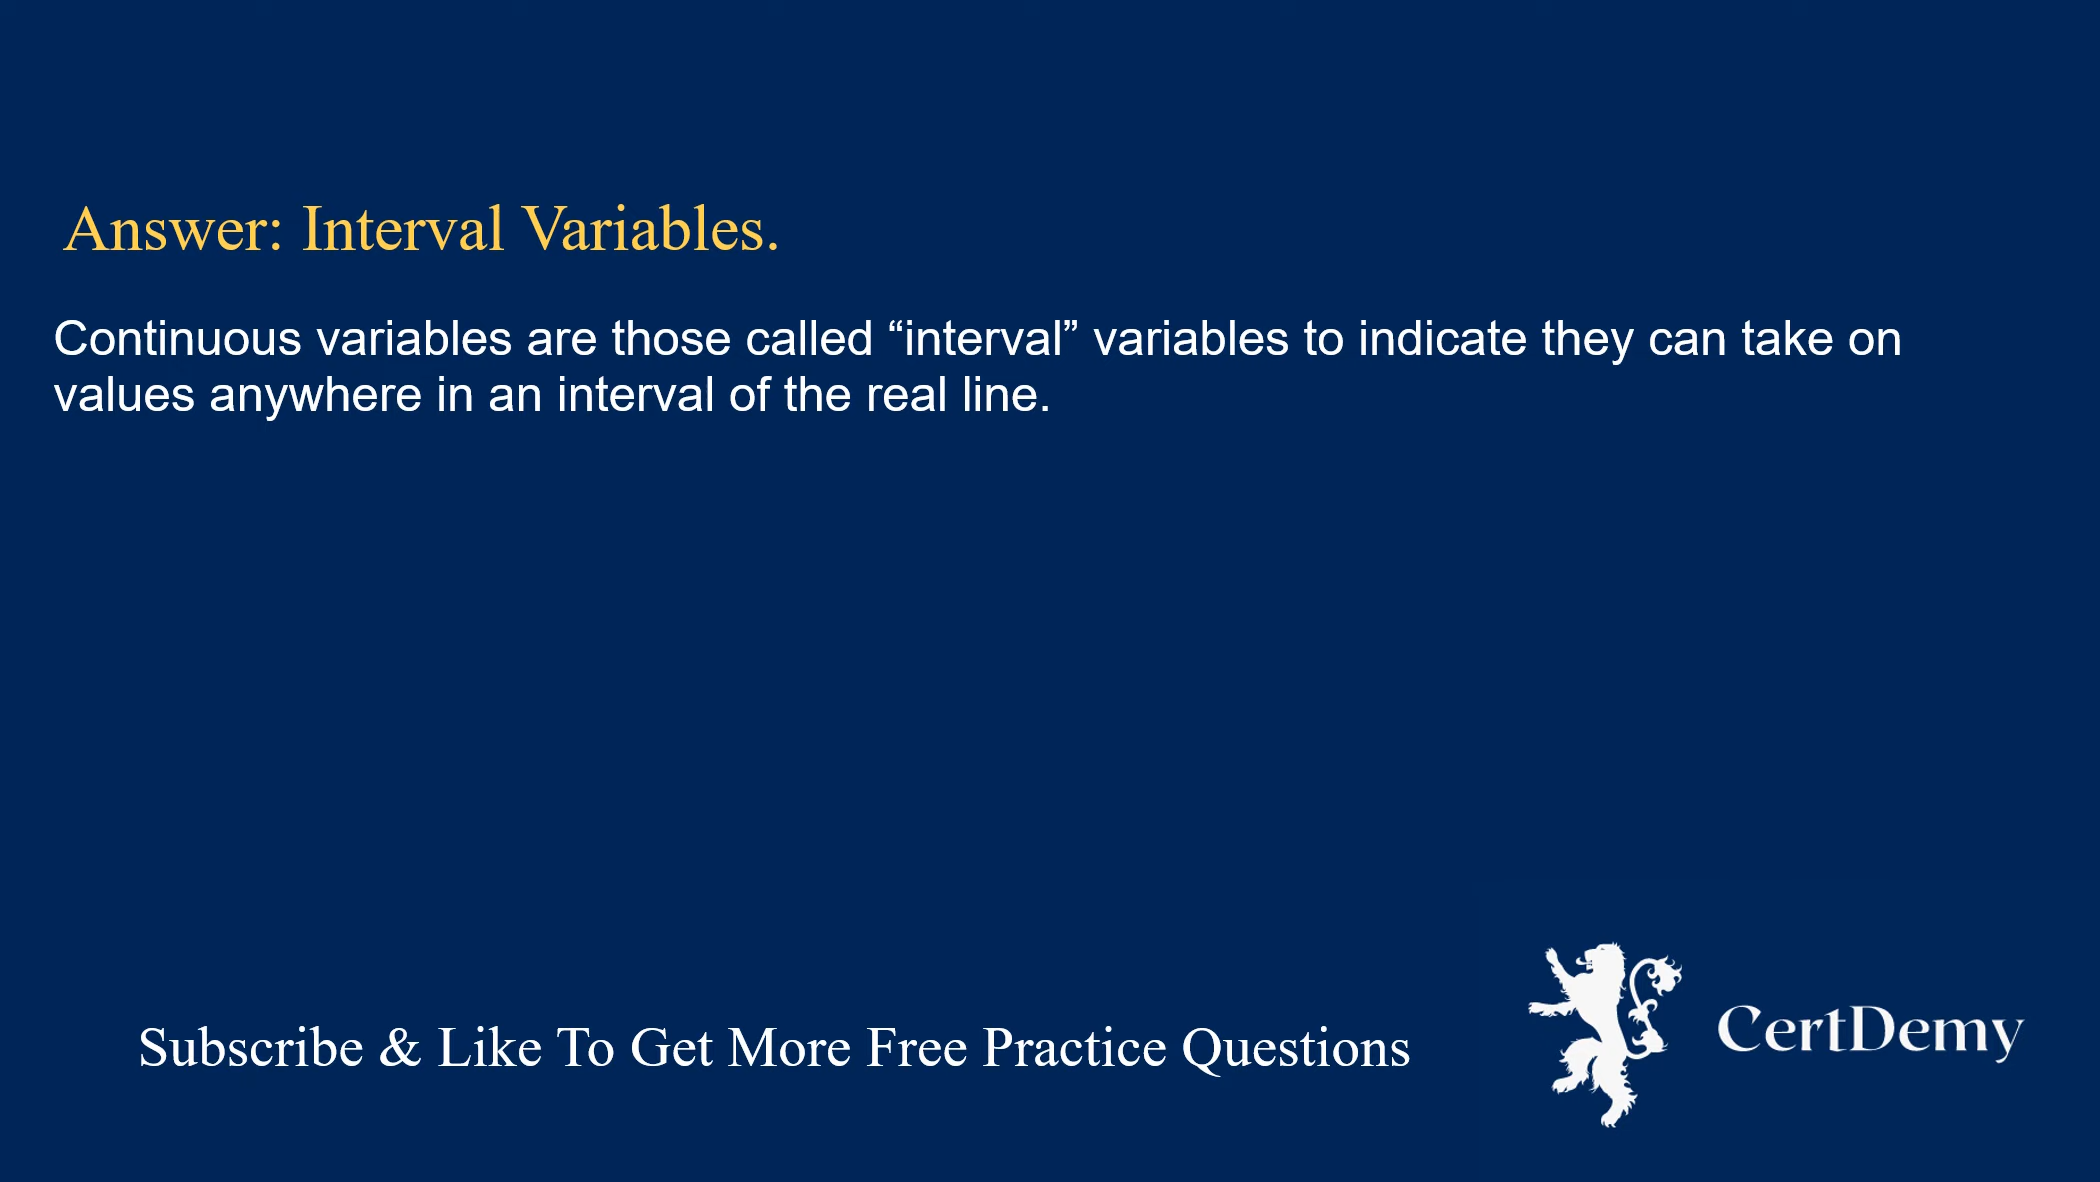 Answer: Interval Variables.
Continuous variables are those called “interval” variables to indicate they can take on
values anywhere in an interval of the real line.
Subscribe & Like To Get More Free Practice Questions
CertDemy